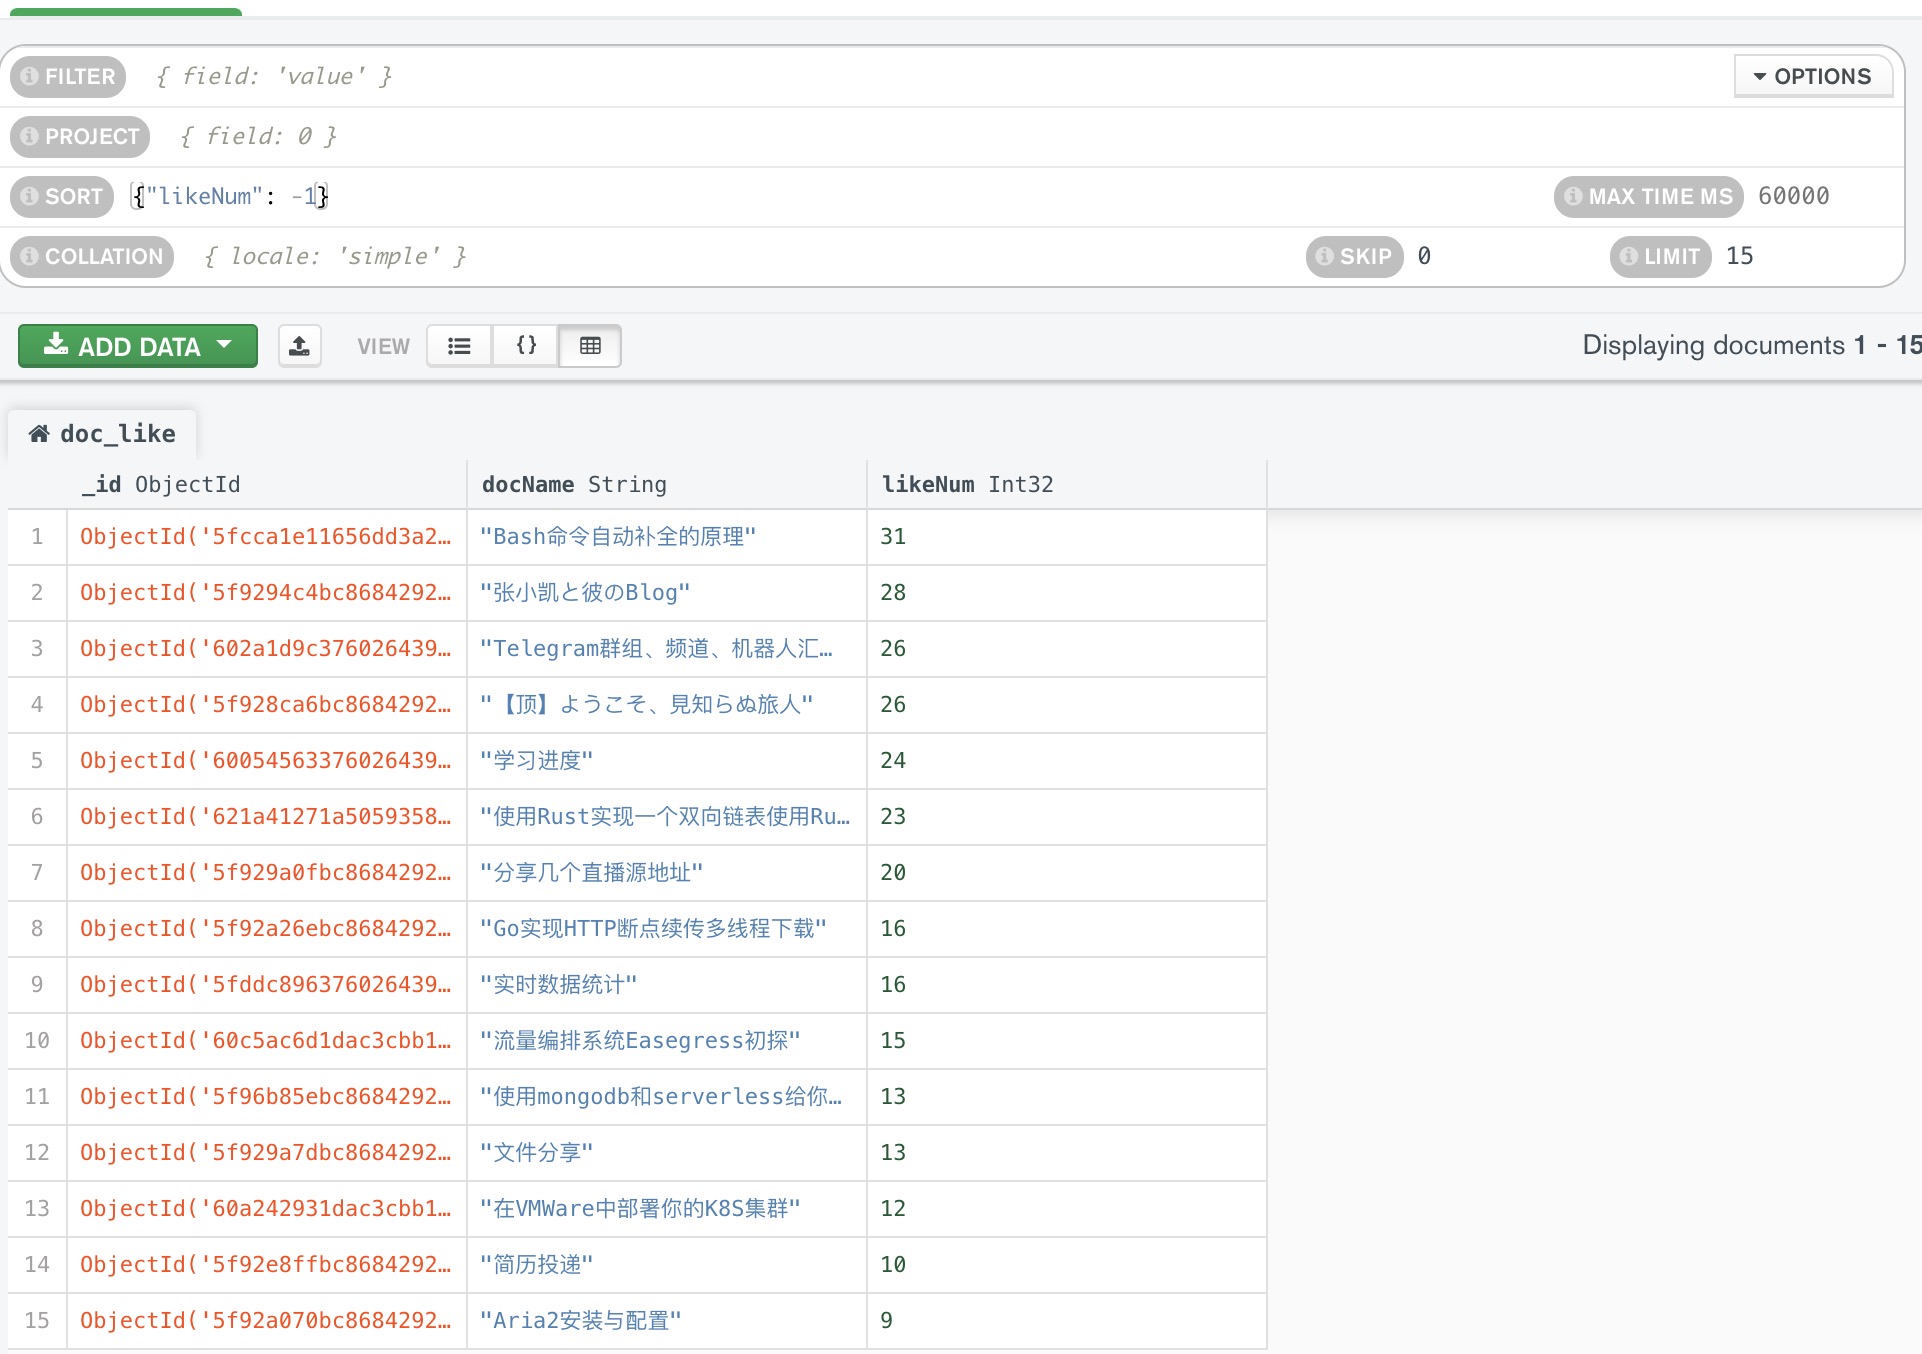 FILTER { field: 'value' } OPTIONS
PROJECT { field: 0 }
SORT {"likeNum": -1} MAX TIME MS 60000
COLLATION { locale: 'simple' } SKIP 0 LIMIT 15
ADD DATA VIEW {} Displaying documents 1 - 15
doc_like
_id ObjectId docName String likeNum Int32
1 ObjectId('5fcca1e11656dd3a2… "Bash命令自动补全的原理" 31
2 ObjectId('5f9294c4bc8684292… "张小凯と彼のBlog" 28
3 ObjectId('602a1d9c376026439… "Telegram群组、频道、机器人汇… 26
4 ObjectId('5f928ca6bc8684292… "【顶】ようこそ、見知らぬ旅人" 26
5 ObjectId('60054563376026439… "学习进度" 24
6 ObjectId('621a41271a5059358… "使用Rust实现一个双向链表使用Ru… 23
7 ObjectId('5f929a0fbc8684292… "分享几个直播源地址" 20
8 ObjectId('5f92a26ebc8684292… "Go实现HTTP断点续传多线程下载" 16
9 ObjectId('5fddc896376026439… "实时数据统计" 16
10 ObjectId('60c5ac6d1dac3cbb1… "流量编排系统Easegress初探" 15
11 ObjectId('5f96b85ebc8684292… "使用mongodb和serverless给你… 13
12 ObjectId('5f929a7dbc8684292… "文件分享" 13
13 ObjectId('60a242931dac3cbb1… "在VMWare中部署你的K8S集群" 12
14 ObjectId('5f92e8ffbc8684292… "简历投递" 10
15 ObjectId('5f92a070bc8684292… "Aria2安装与配置" 9